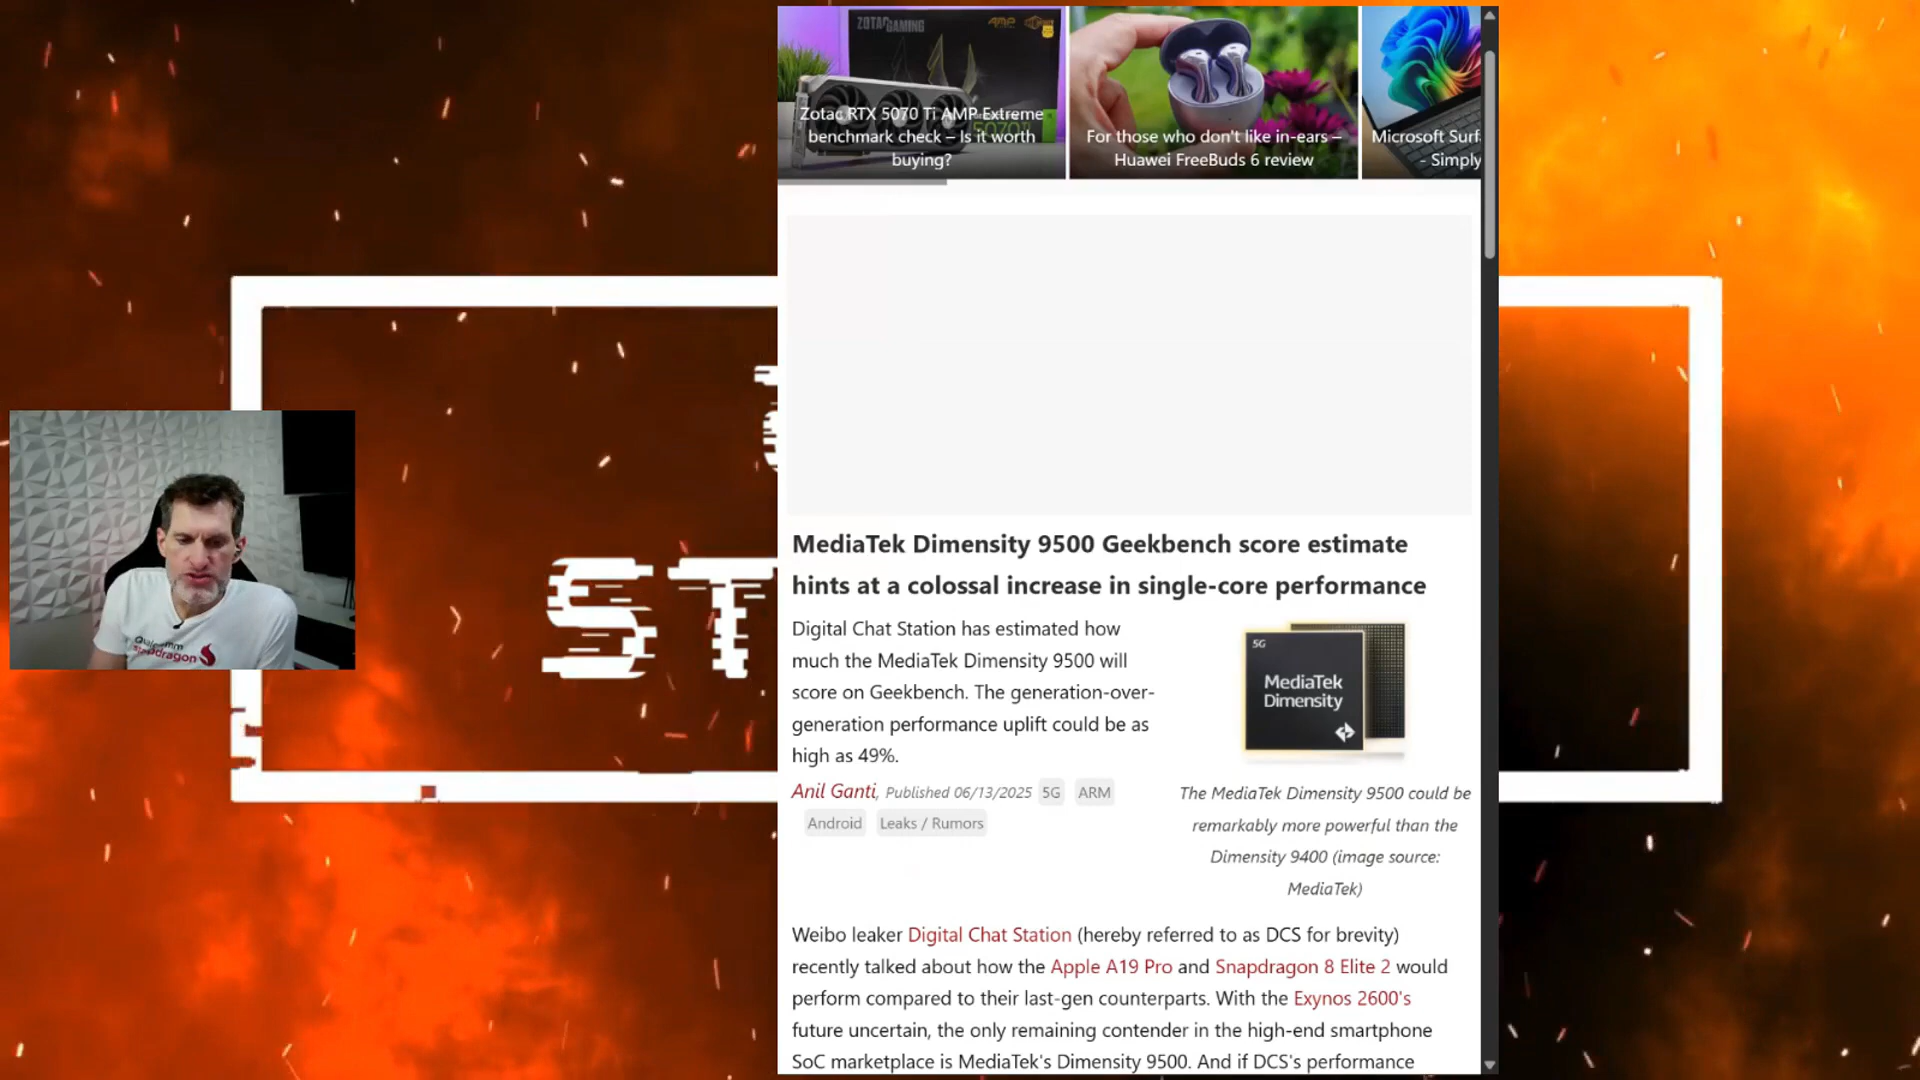 ZOTAC GAMING
AMP
Zotac RTX 5070 Ti AMP Extreme
benchmark check – Is it worth
buying?
For those who don't like in-ears –
Huawei FreeBuds 6 review
Microsoft Surf
- Simply
ST
Qualcomm
snapdragon
MediaTek Dimensity 9500 Geekbench score estimate
hints at a colossal increase in single-core performance
Digital Chat Station has estimated how
much the MediaTek Dimensity 9500 will
score on Geekbench. The generation-over-
generation performance uplift could be as
high as 49%.
Anil Ganti, Published 06/13/2025 5G ARM
Android Leaks / Rumors
5G
MediaTek
Dimensity
The MediaTek Dimensity 9500 could be
remarkably more powerful than the
Dimensity 9400 (image source:
MediaTek)
Weibo leaker Digital Chat Station (hereby referred to as DCS for brevity)
recently talked about how the Apple A19 Pro and Snapdragon 8 Elite 2 would
perform compared to their last-gen counterparts. With the Exynos 2600's
future uncertain, the only remaining contender in the high-end smartphone
SoC marketplace is MediaTek's Dimensity 9500. And if DCS's performance